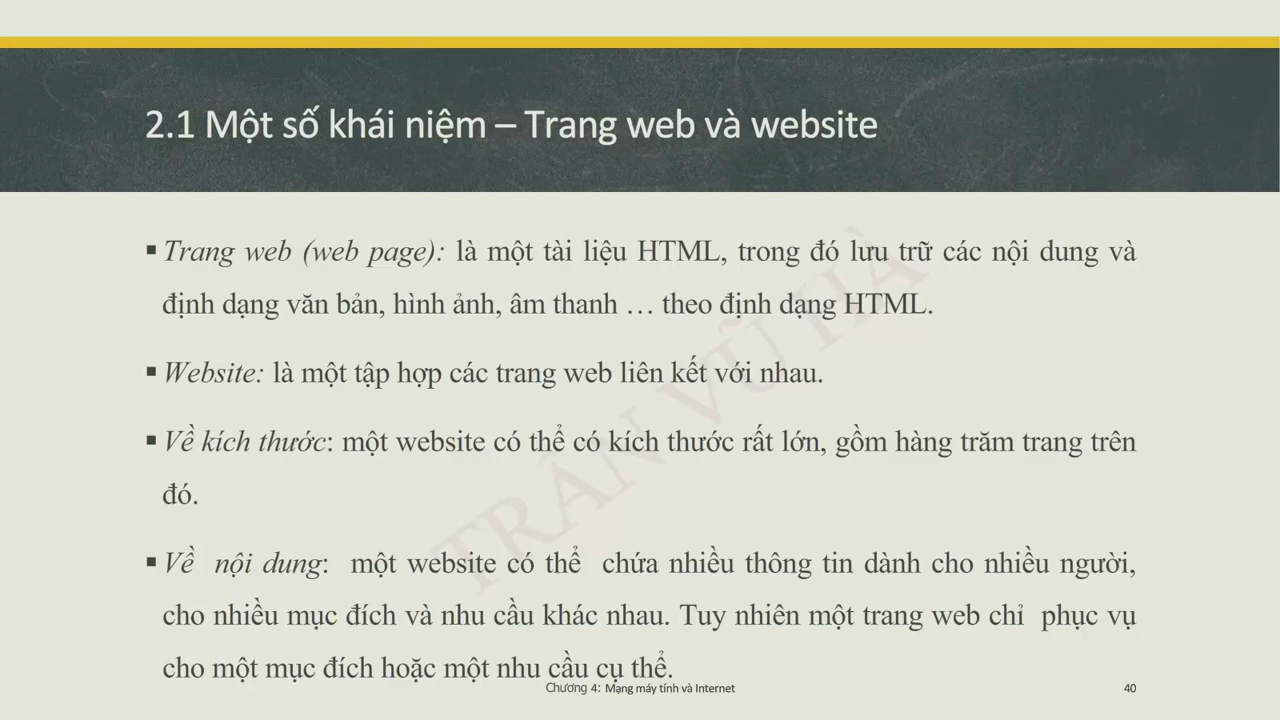 2.1 Một số khái niệm – Trang web và website
▪ Trang web (web page): là một tài liệu HTML, trong đó lưu trữ các nội dung và
định dạng văn bản, hình ảnh, âm thanh … theo định dạng HTML.
▪ Website: là một tập hợp các trang web liên kết với nhau.
▪ Về kích thước: một website có thể có kích thước rất lớn, gồm hàng trăm trang trên
đó.
▪ Về nội dung: một website có thể chứa nhiều thông tin dành cho nhiều người,
cho nhiều mục đích và nhu cầu khác nhau. Tuy nhiên một trang web chỉ phục vụ
cho một mục đích hoặc một nhu cầu cụ thể.
TRẦN VŨ HÀ
Chương 4: Mạng máy tính và Internet
40